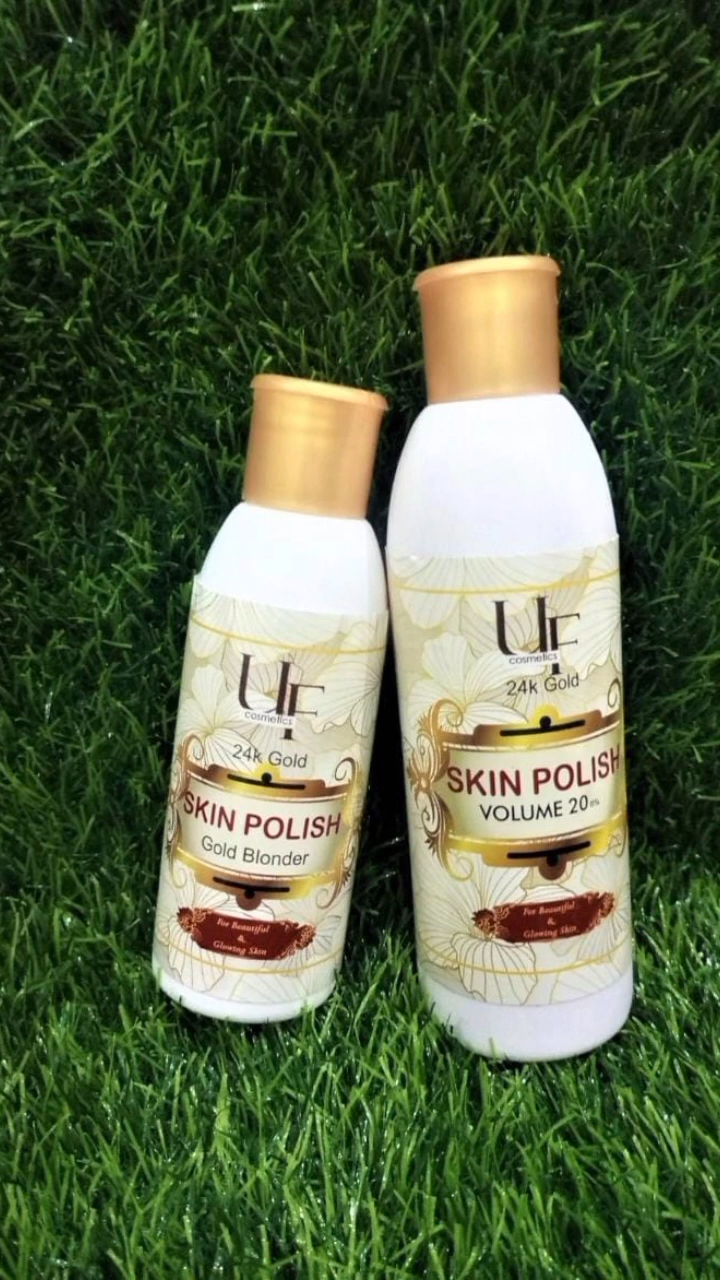 UF
cosmetics
24k Gold
SKIN POLISH
Gold Blonder
For Beautiful
&
Glowing Skin
UF
cosmetics
24k Gold
SKIN POLISH
VOLUME 20 6%
For Beautiful
&
Glowing Skin